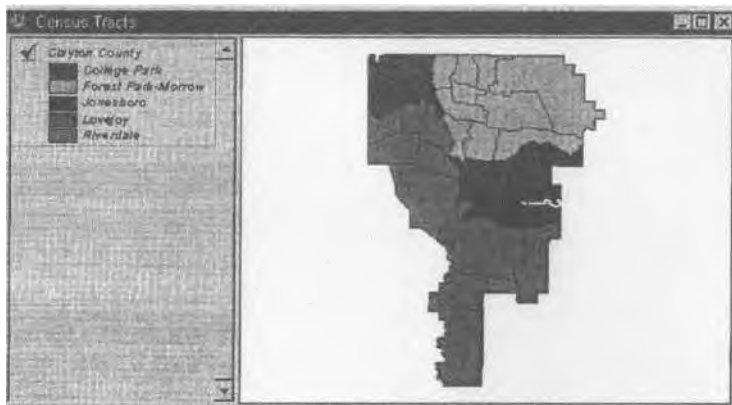 Census Tracts
Clayton County
College Park
Forest Park-Morrow
Jonesboro
Lovejoy
Riverdale